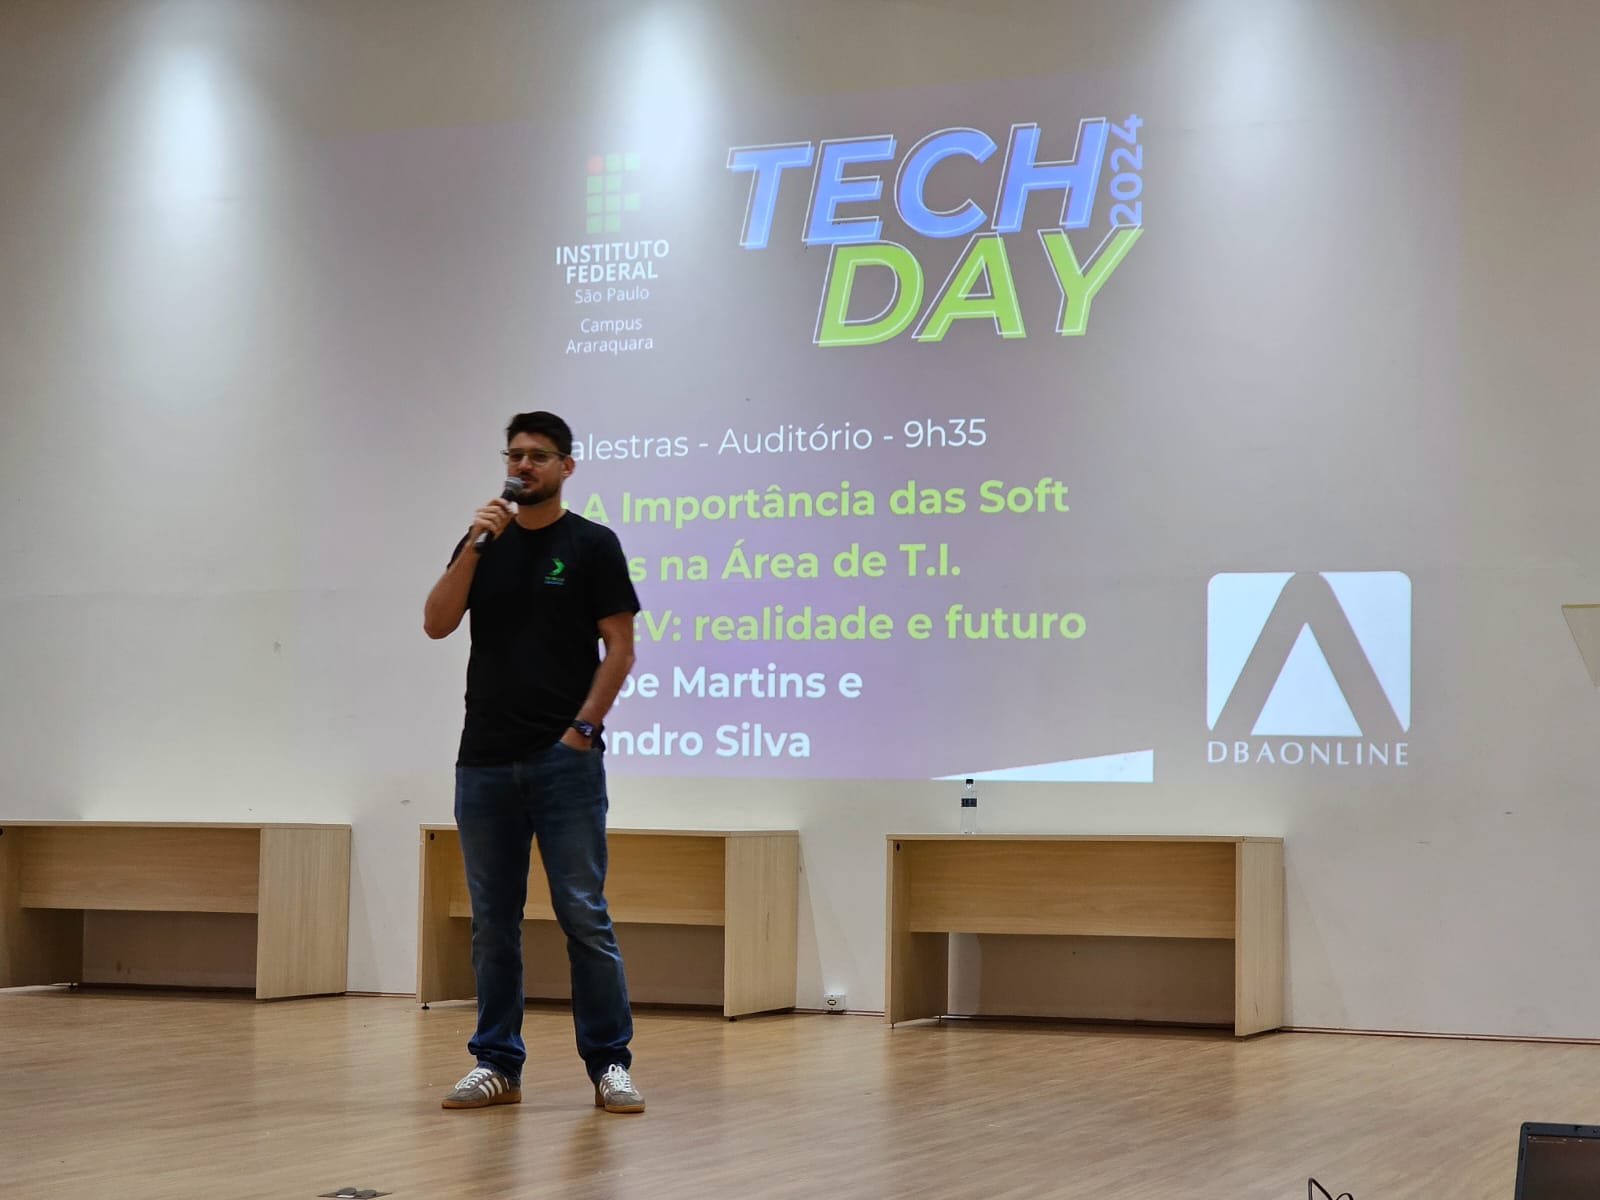 INSTITUTO
FEDERAL
São Paulo
Campus
Araraquara
TECH
DAY
2024
alestras - Auditório - 9h35
: A Importância das Soft
s na Área de T.I.
EV: realidade e futuro
pe Martins e
andro Silva
DBAONLINE